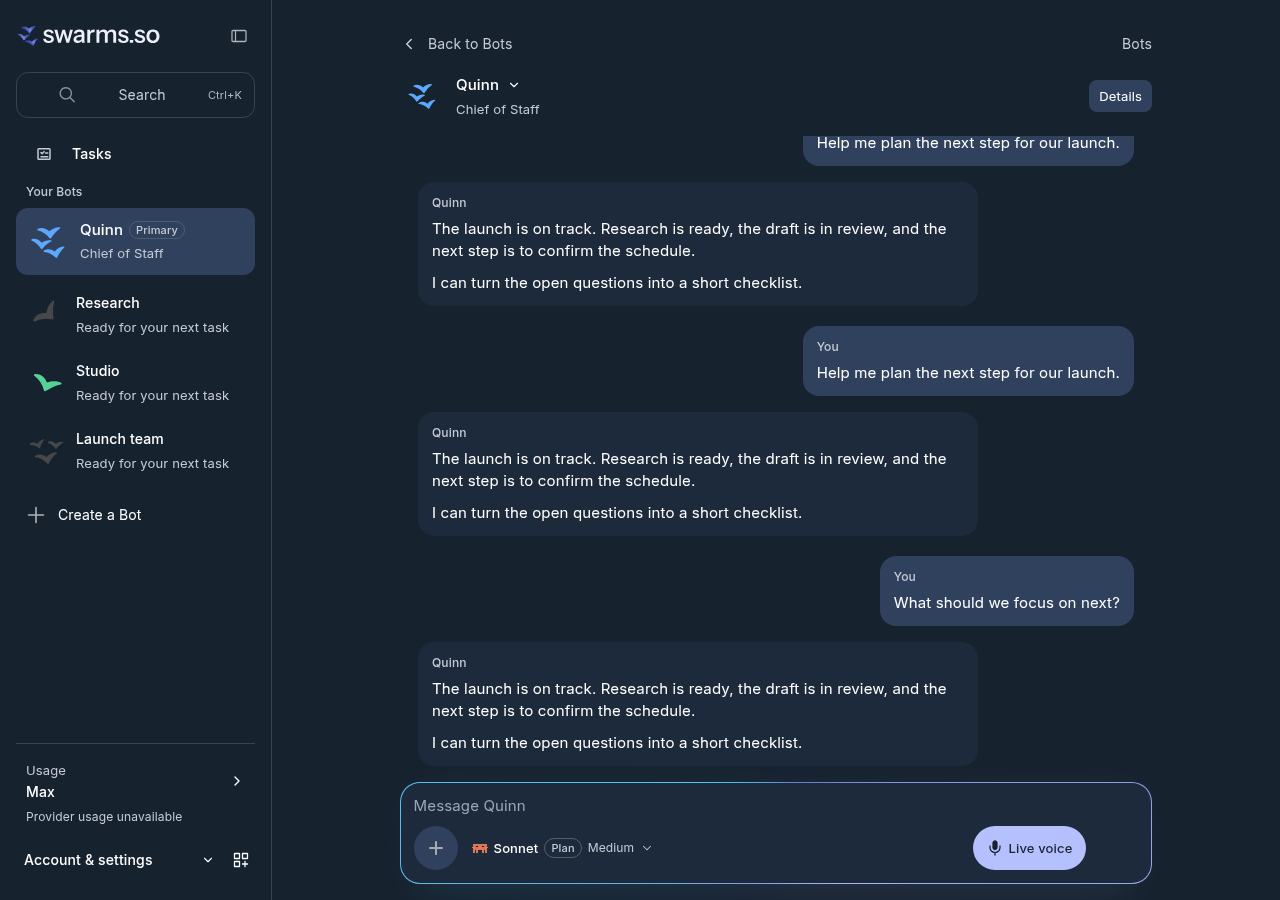 swarms.so
Search
Ctrl+K
Tasks
Your Bots
Quinn
Primary
Chief of Staff
Research
Ready for your next task
Studio
Ready for your next task
Launch team
Ready for your next task
Create a Bot
Usage
Max
Provider usage unavailable
Account & settings
Back to Bots
Bots
Quinn
Chief of Staff
Details
Help me plan the next step for our launch.
Quinn
The launch is on track. Research is ready, the draft is in review, and the
next step is to confirm the schedule.
I can turn the open questions into a short checklist.
You
Help me plan the next step for our launch.
Quinn
The launch is on track. Research is ready, the draft is in review, and the
next step is to confirm the schedule.
I can turn the open questions into a short checklist.
You
What should we focus on next?
Quinn
The launch is on track. Research is ready, the draft is in review, and the
next step is to confirm the schedule.
I can turn the open questions into a short checklist.
Message Quinn
Sonnet
Plan
Medium
Live voice